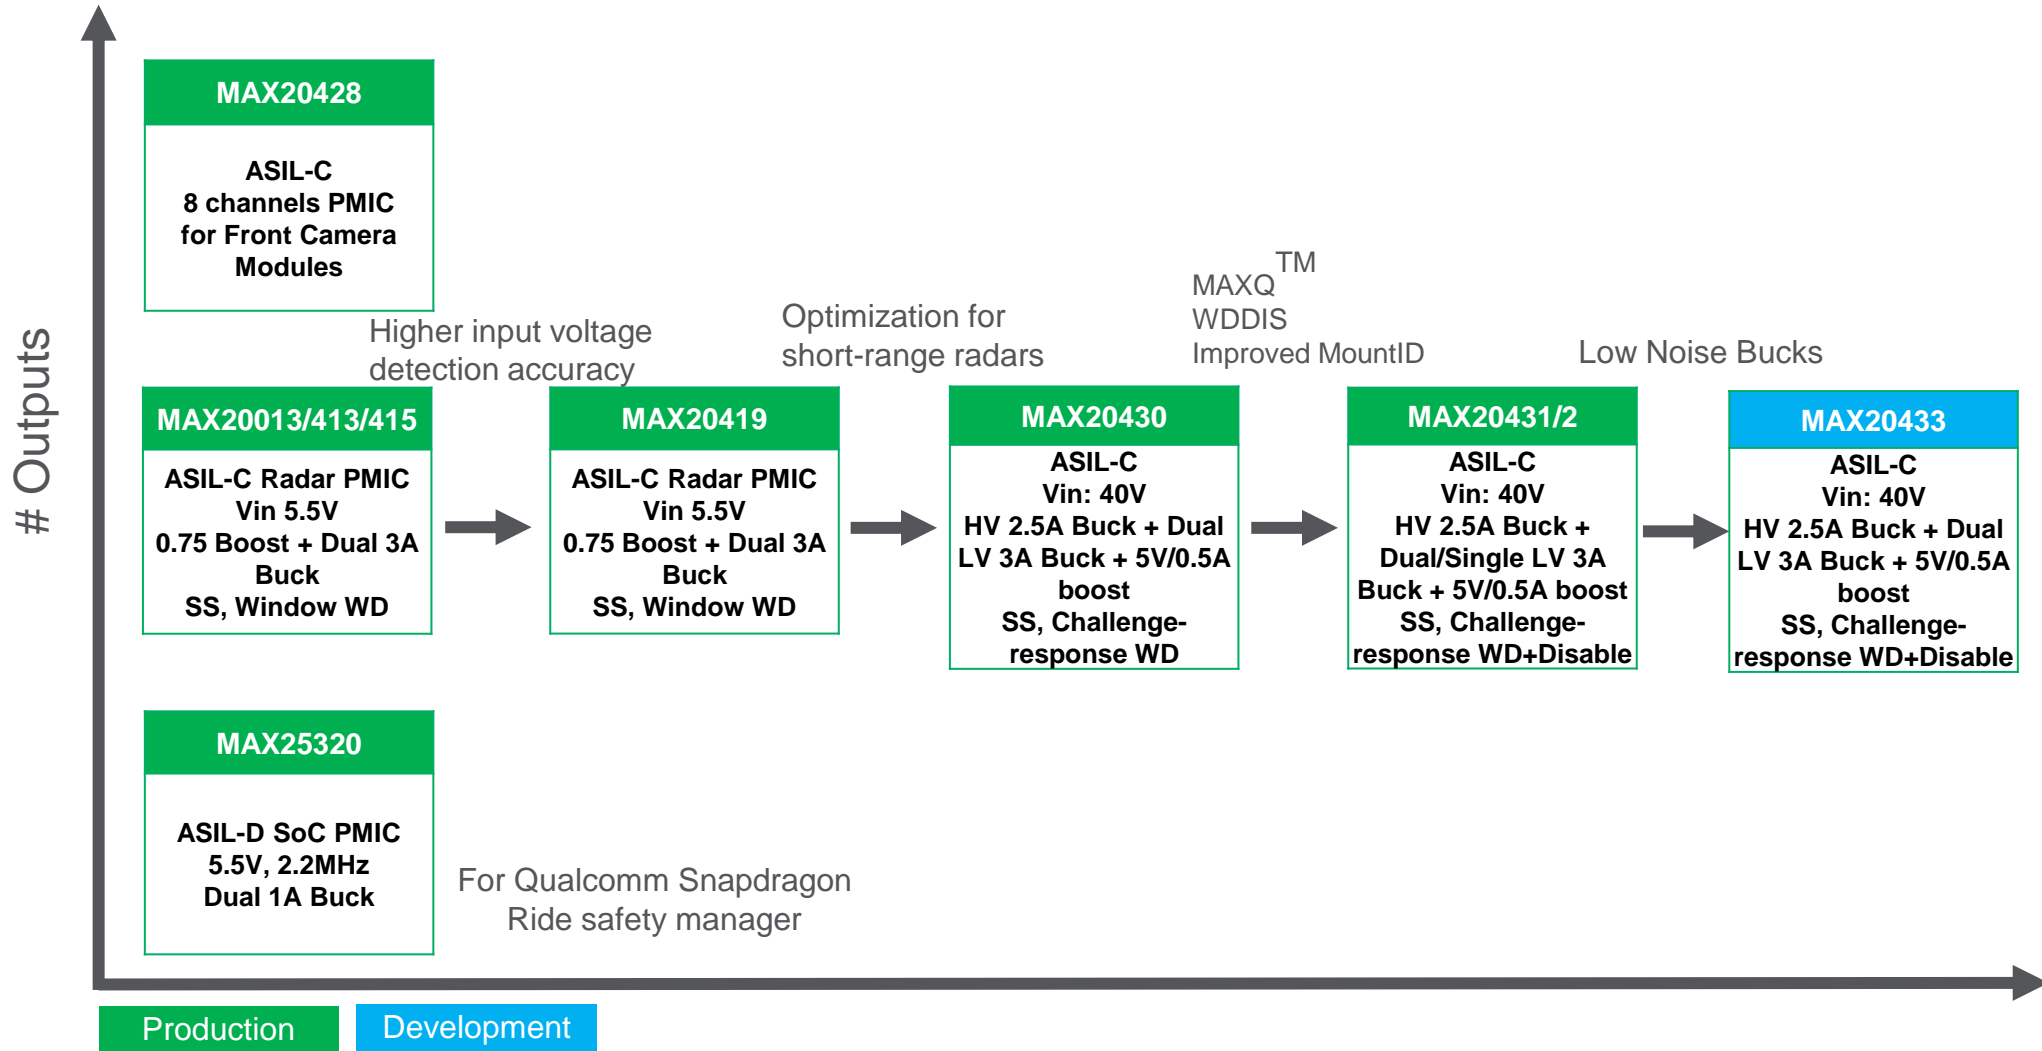 # Outputs
MAX20428
ASIL-C
8 channels PMIC
for Front Camera
Modules
Higher input voltage
detection accuracy
Optimization for
short-range radars
MAXQ™
WDDIS
Improved MountID
Low Noise Bucks
MAX20013/413/415
ASIL-C Radar PMIC
Vin 5.5V
0.75 Boost + Dual 3A
Buck
SS, Window WD
MAX20419
ASIL-C Radar PMIC
Vin 5.5V
0.75 Boost + Dual 3A
Buck
SS, Window WD
MAX20430
ASIL-C
Vin: 40V
HV 2.5A Buck + Dual
LV 3A Buck + 5V/0.5A
boost
SS, Challenge-
response WD
MAX20431/2
ASIL-C
Vin: 40V
HV 2.5A Buck +
Dual/Single LV 3A
Buck + 5V/0.5A boost
SS, Challenge-
response WD+Disable
MAX20433
ASIL-C
Vin: 40V
HV 2.5A Buck + Dual
LV 3A Buck + 5V/0.5A
boost
SS, Challenge-
response WD+Disable
MAX25320
ASIL-D SoC PMIC
5.5V, 2.2MHz
Dual 1A Buck
For Qualcomm Snapdragon
Ride safety manager
Production
Development